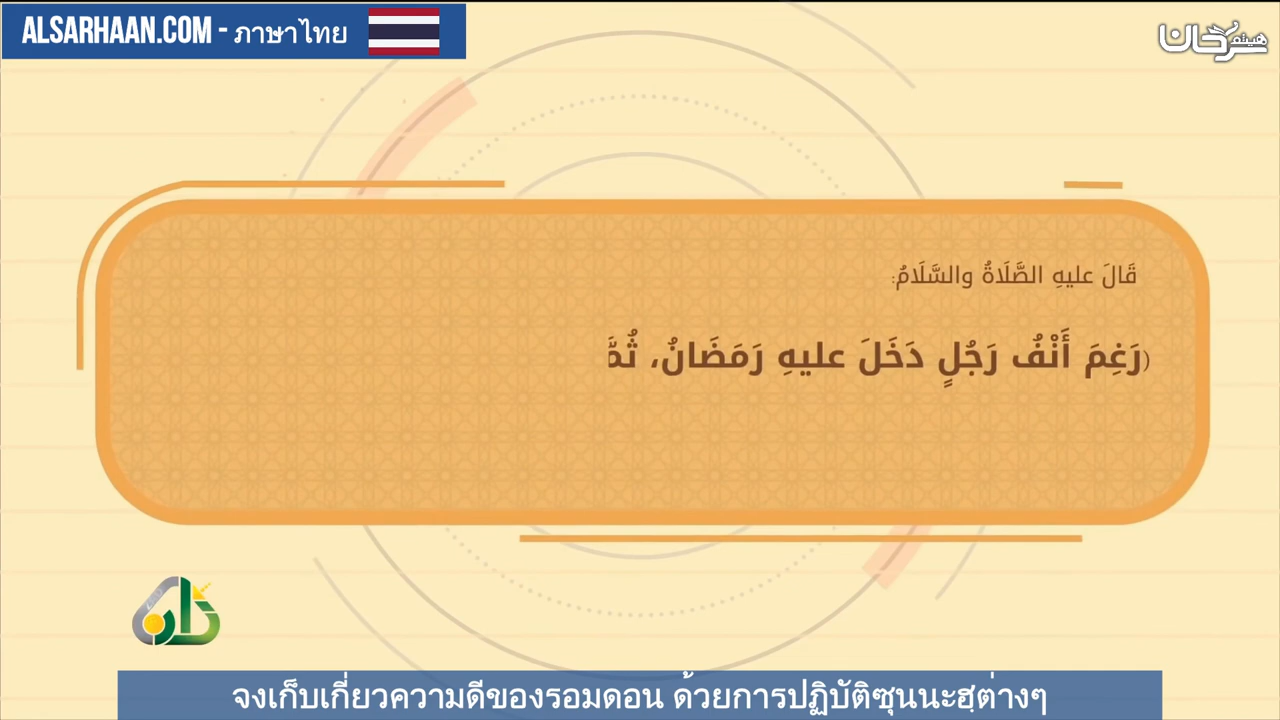 ALSARHAAN.COM - ภาษาไทย
هيثم سرحان
قَالَ عليهِ الصَّلَاةُ والسَّلَامُ:
(رَغِمَ أَنْفُ رَجُلٍ دَخَلَ عليهِ رَمَضَانُ، ثُمَّ
จงเก็บเกี่ยวความดีของรอมดอน ด้วยการปฏิบัติซุนนะฮฺต่างๆ